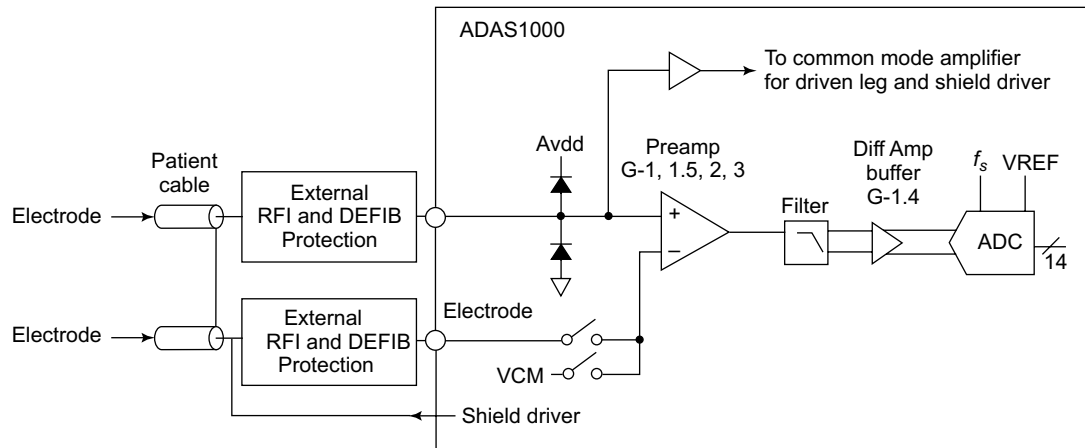 ADAS1000
To common mode amplifier
for driven leg and shield driver
Patient
cable
Electrode
External
RFI and DEFIB
Protection
Avdd
Preamp
G-1, 1.5, 2, 3
+
−
Filter
Diff Amp
buffer
G-1.4
fs
VREF
ADC
14
Electrode
External
RFI and DEFIB
Protection
Electrode
VCM
Shield driver